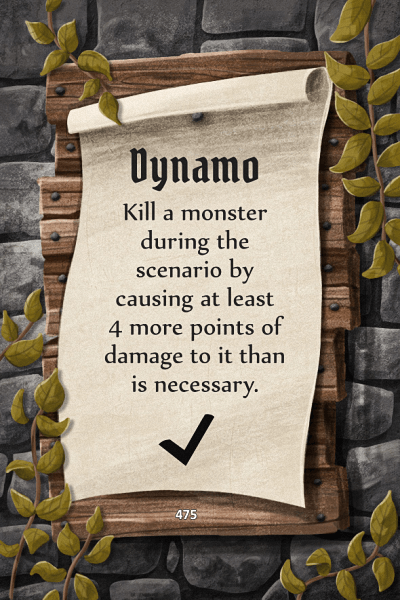 Dynamo
Kill a monster
during the
scenario by
causing at least
4 more points of
damage to it than
is necessary.
475